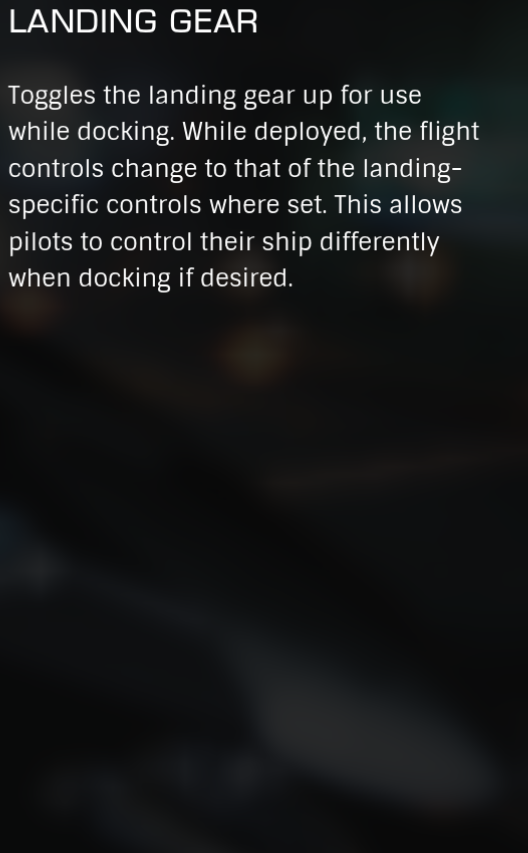 LANDING GEAR
Toggles the landing gear up for use
while docking. While deployed, the flight
controls change to that of the landing-
specific controls where set. This allows
pilots to control their ship differently
when docking if desired.